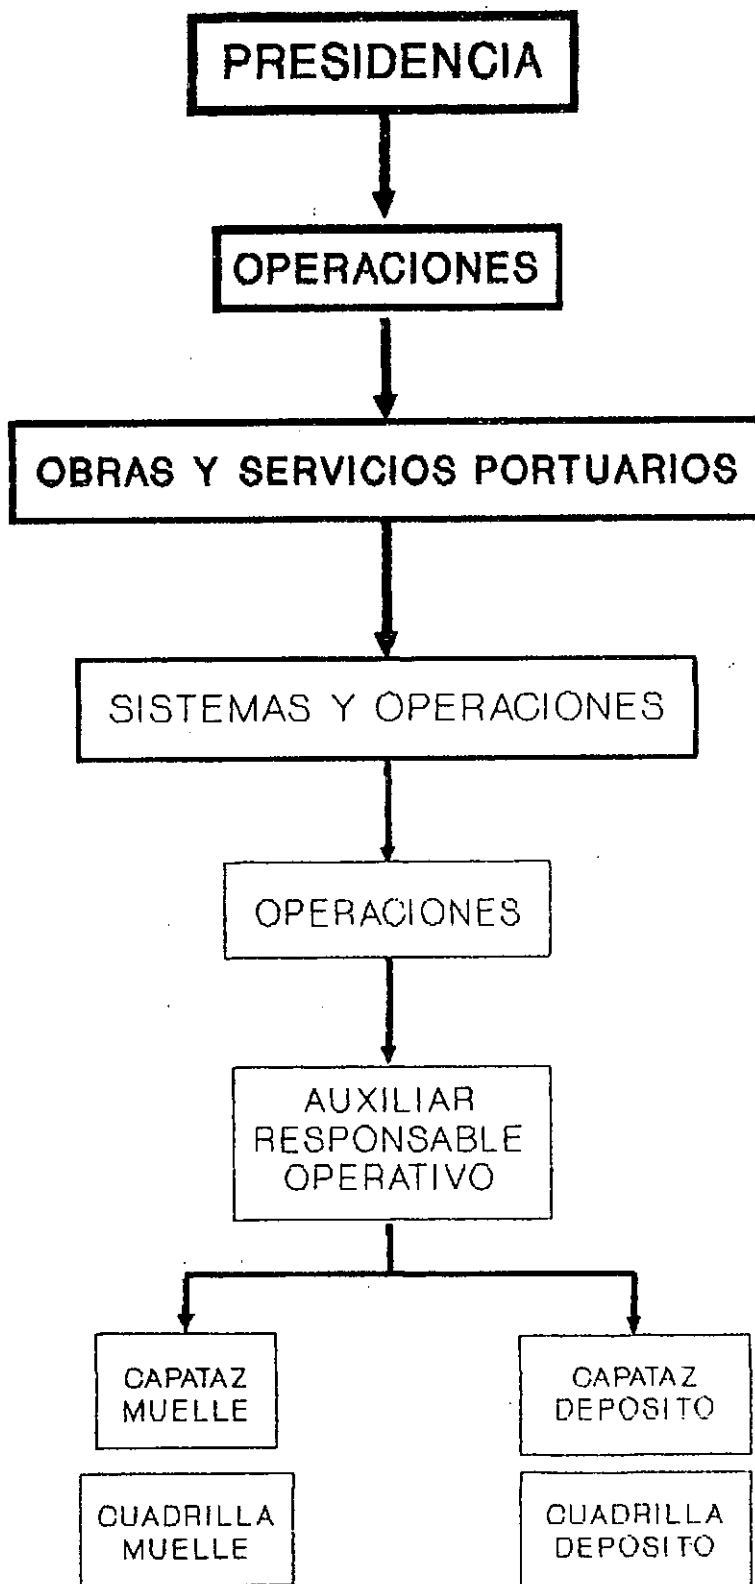 PRESIDENCIA
OPERACIONES
OBRAS Y SERVICIOS PORTUARIOS
SISTEMAS Y OPERACIONES
OPERACIONES
AUXILIAR
RESPONSABLE
OPERATIVO
CAPATAZ
MUELLE
CAPATAZ
DEPOSITO
CUADRILLA
MUELLE
CUADRILLA
DEPOSITO